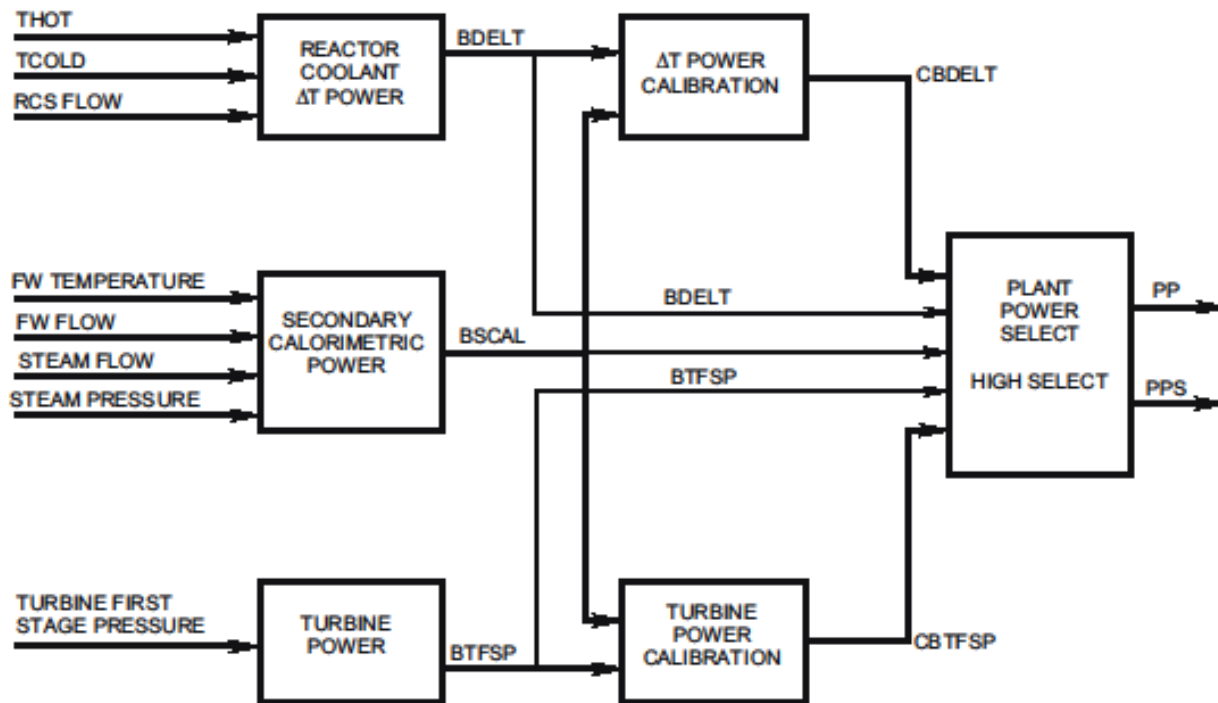 THOT
TCOLD
RCS FLOW
REACTOR
COOLANT
ΔT POWER
BDELT
ΔT POWER
CALIBRATION
CBDELT
FW TEMPERATURE
FW FLOW
STEAM FLOW
STEAM PRESSURE
SECONDARY
CALORIMETRIC
POWER
BSCAL
BDELT
BTFSP
PLANT
POWER
SELECT
HIGH SELECT
PP
PPS
TURBINE FIRST
STAGE PRESSURE
TURBINE
POWER
BTFSP
TURBINE
POWER
CALIBRATION
CBTFSP